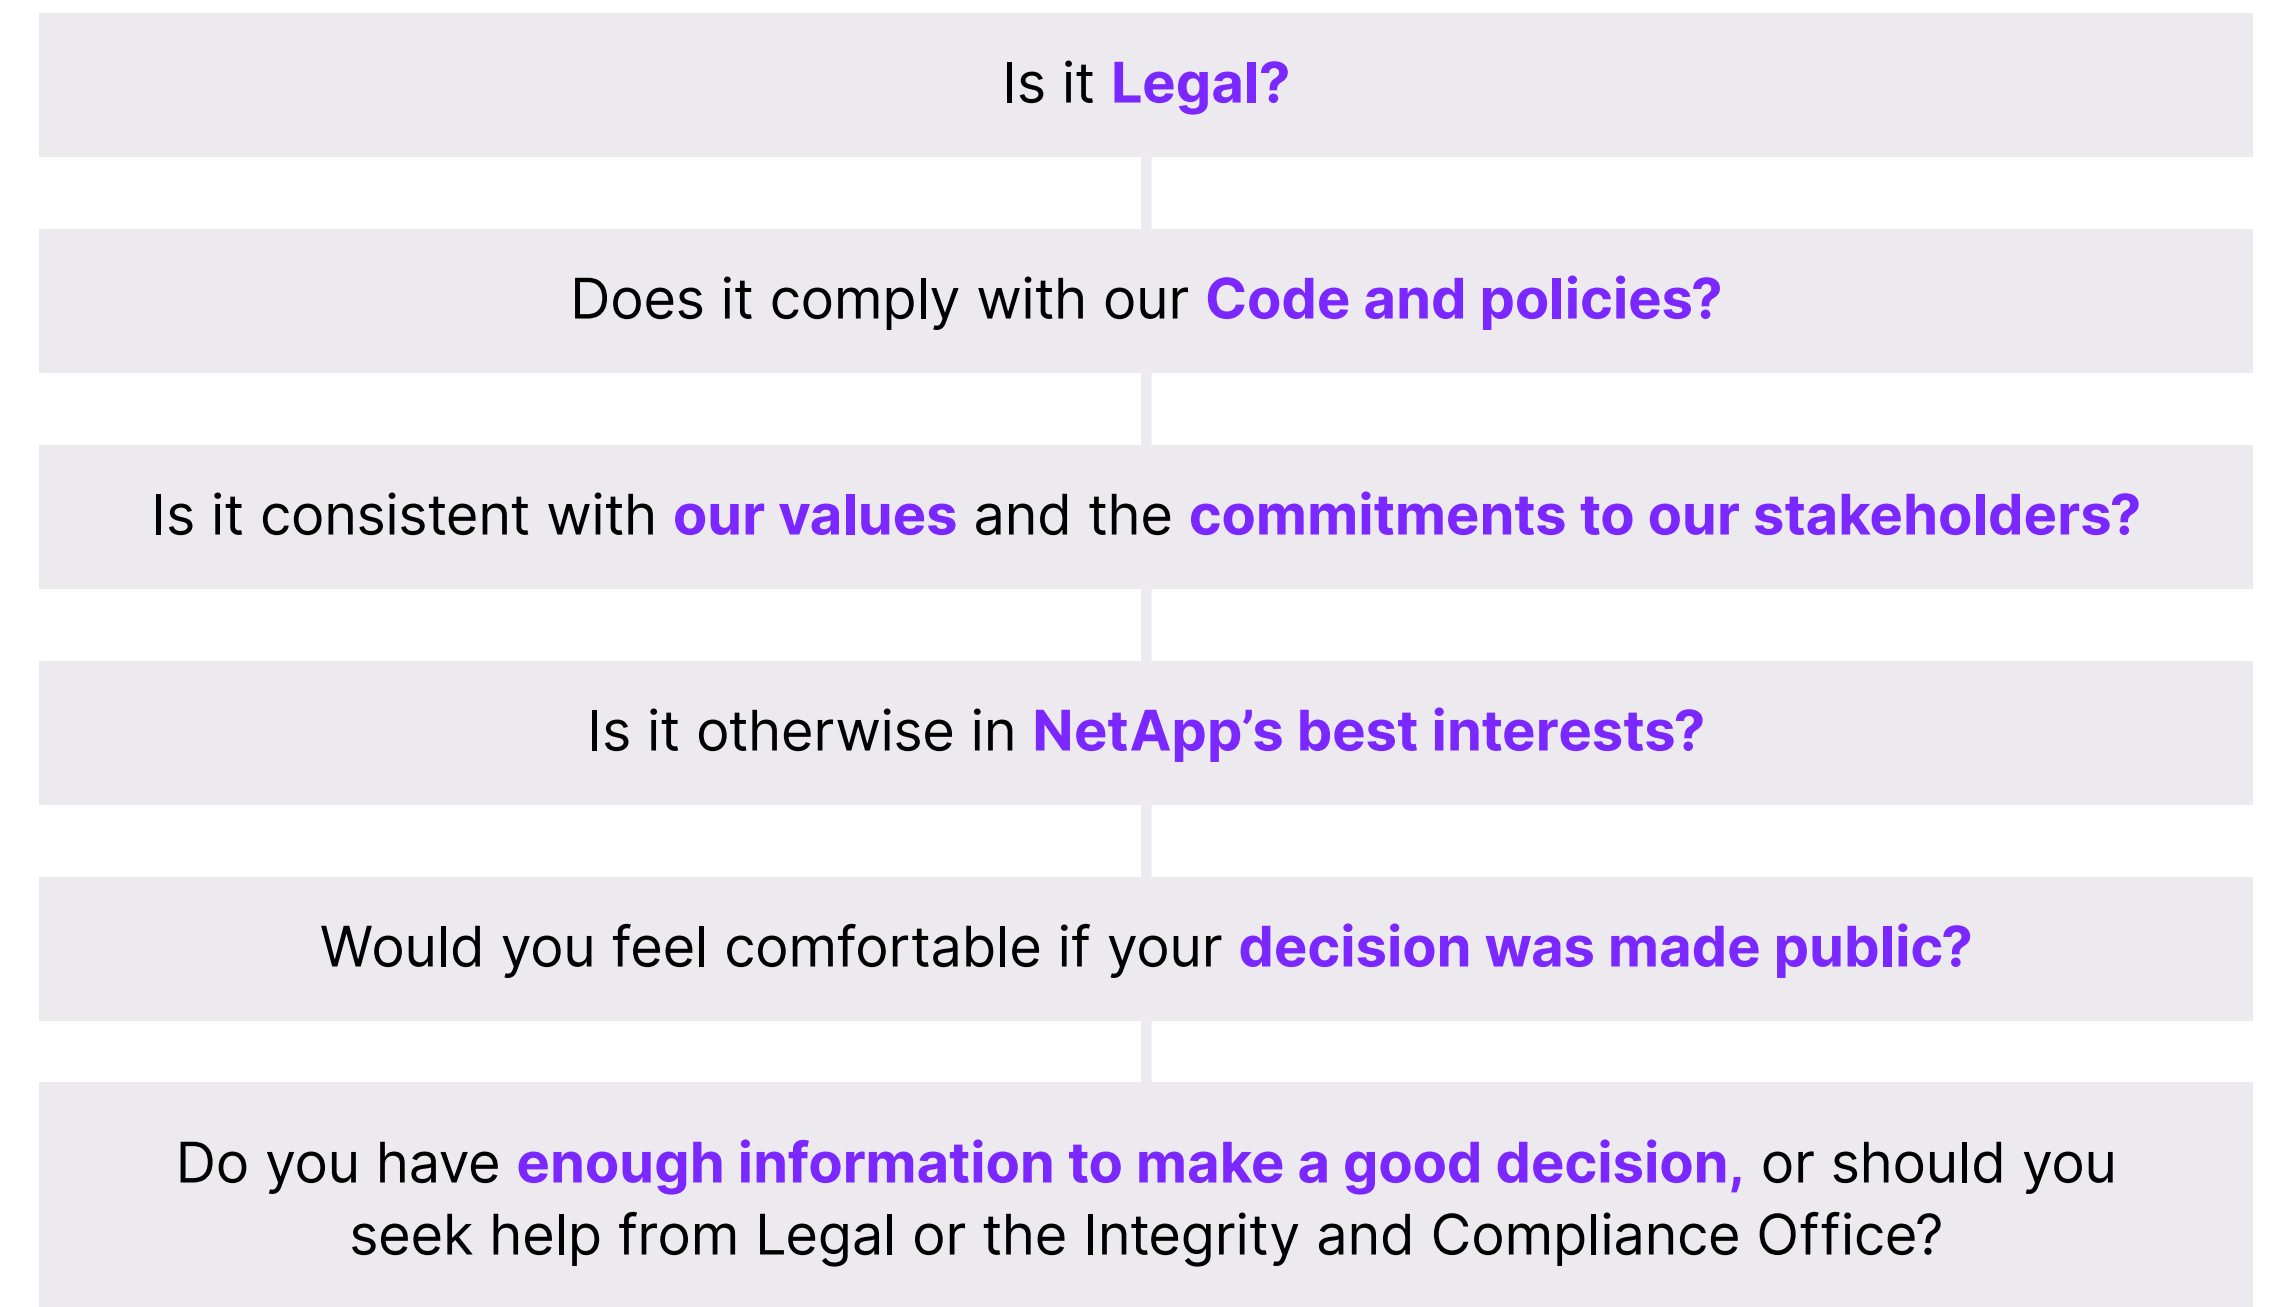 Is it Legal?
Does it comply with our Code and policies?
Is it consistent with our values and the commitments to our stakeholders?
Is it otherwise in NetApp’s best interests?
Would you feel comfortable if your decision was made public?
Do you have enough information to make a good decision, or should you
seek help from Legal or the Integrity and Compliance Office?